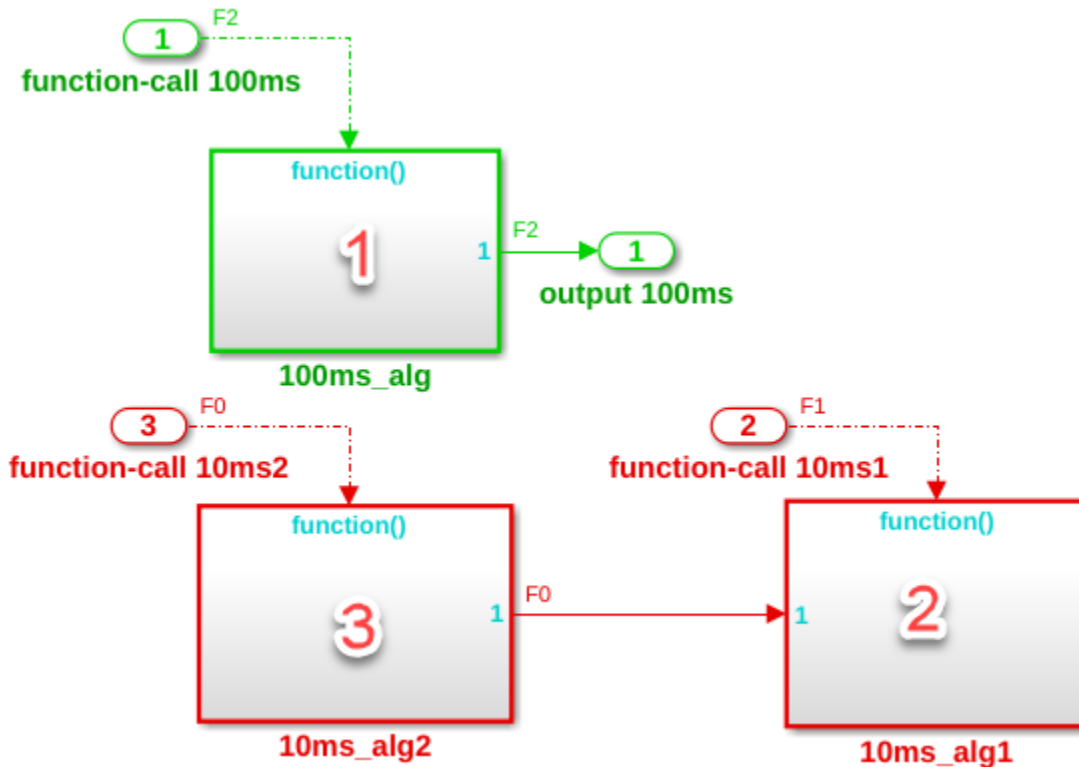 F2
1
function-call 100ms
function()
1
1
F2
1
output 100ms
100ms_alg
3
F0
function-call 10ms2
2
F1
function-call 10ms1
function()
3
1
F0
10ms_alg2
function()
2
1
10ms_alg1